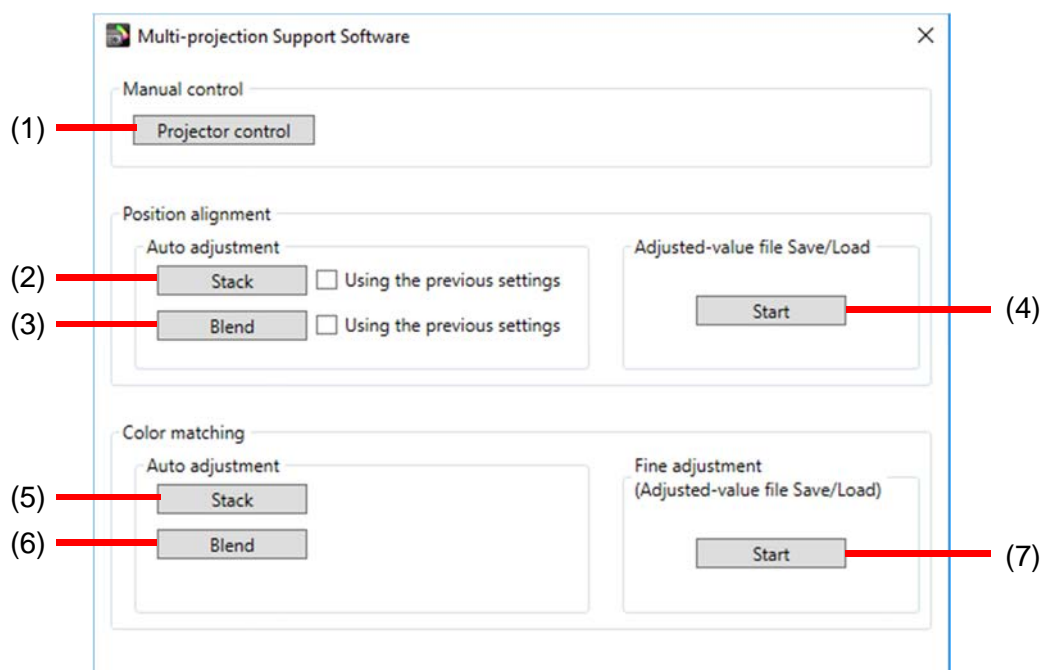 Multi-projection Support Software
Manual control
(1) Projector control
Position alignment
Auto adjustment
Adjusted-value file Save/Load
(2) Stack Using the previous settings
(3) Blend Using the previous settings
Start (4)
Color matching
Auto adjustment
Fine adjustment
(Adjusted-value file Save/Load)
(5) Stack
(6) Blend
Start (7)